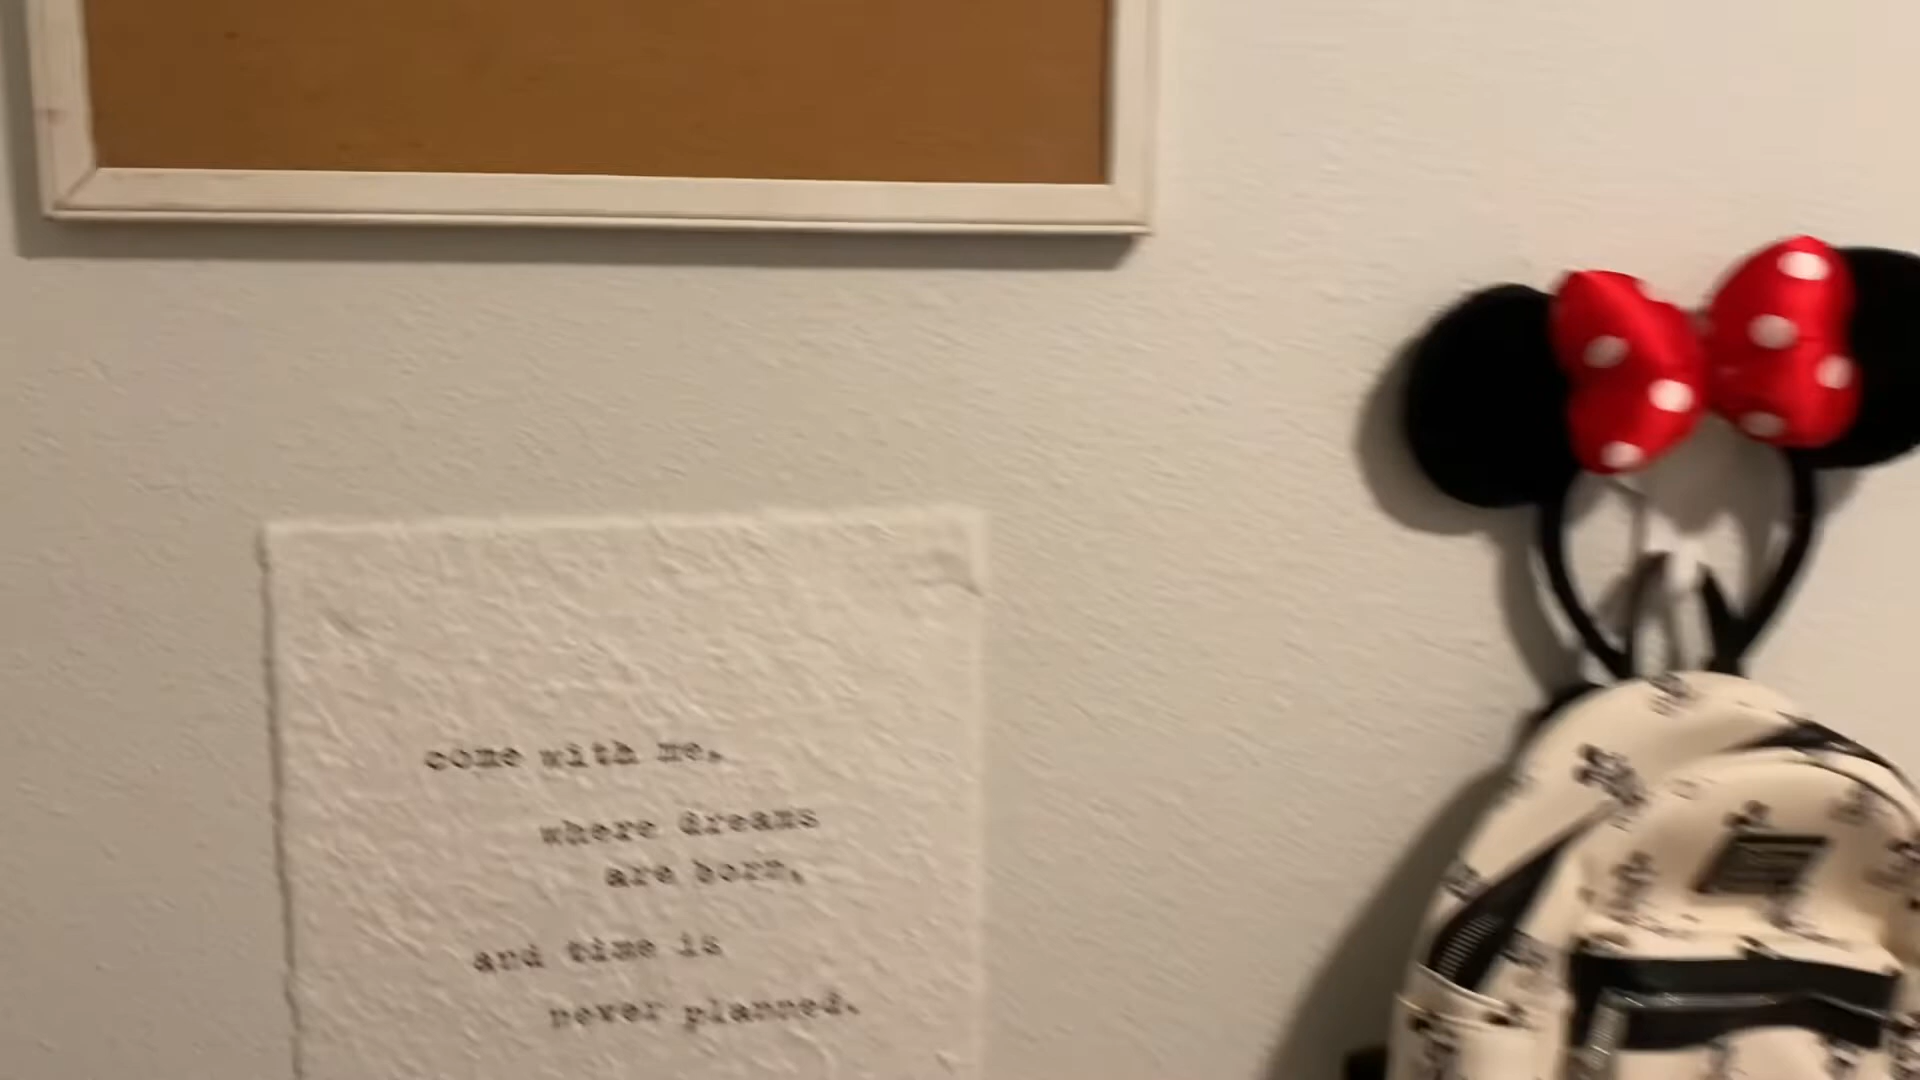 come with me,
where dreams
are born,
and time is
never planned.